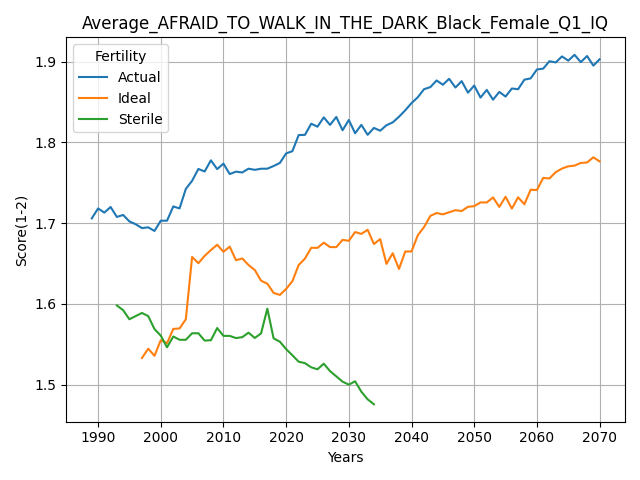 Average_AFRAID_TO_WALK_IN_THE_DARK_Black_Female_Q1_IQ
Fertility
Actual
Ideal
Sterile
Score(1-2)
1.9
1.8
1.7
1.6
1.5
1990 2000 2010 2020 2030 2040 2050 2060 2070
Years